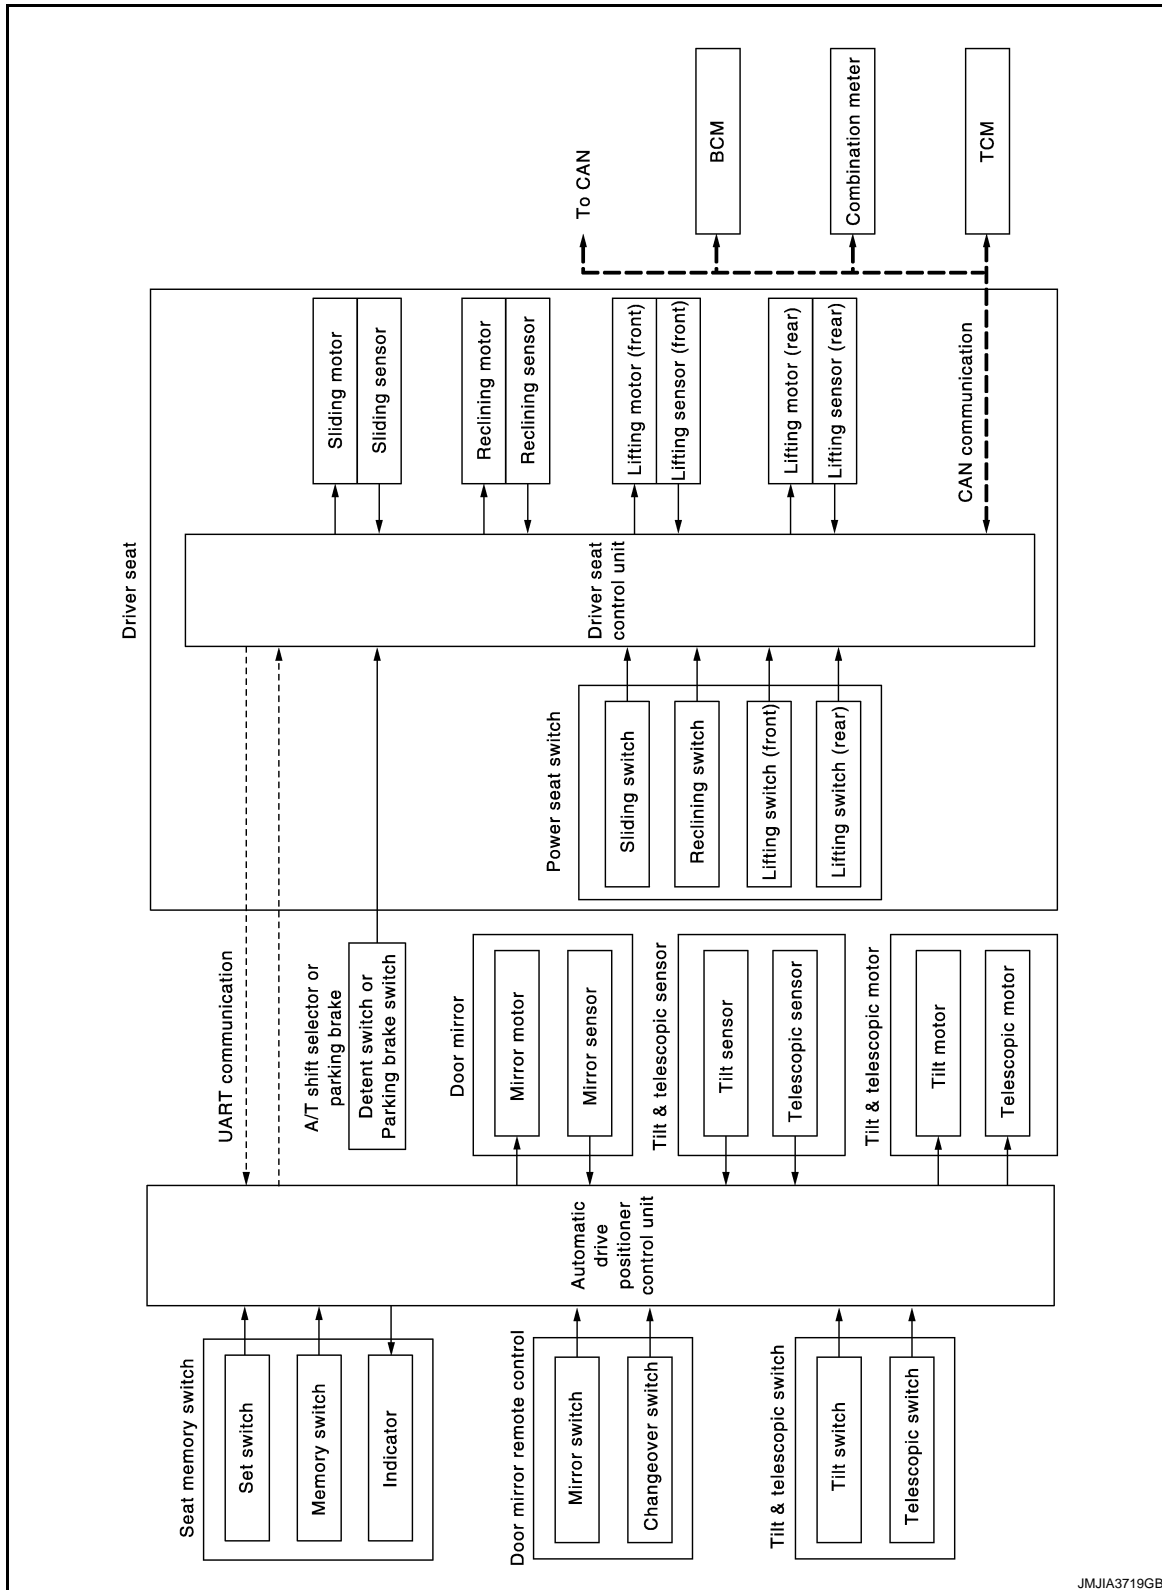 Seat memory switch
Set switch
Memory switch
Indicator
Door mirror remote control
Mirror switch
Changeover switch
Tilt & telescopic switch
Tilt switch
Telescopic switch
Automatic
drive
positioner
control unit
UART communication
A/T shift selector or
parking brake
Detent switch or
Parking brake switch
Door mirror
Mirror motor
Mirror sensor
Tilt & telescopic sensor
Tilt sensor
Telescopic sensor
Tilt & telescopic motor
Tilt motor
Telescopic motor
Driver seat
Power seat switch
Sliding switch
Reclining switch
Lifting switch (front)
Lifting switch (rear)
Driver seat
control unit
Sliding motor
Sliding sensor
Reclining motor
Reclining sensor
Lifting motor (front)
Lifting sensor (front)
Lifting motor (rear)
Lifting sensor (rear)
CAN communication
To CAN
BCM
Combination meter
TCM
JMJIA3719GB